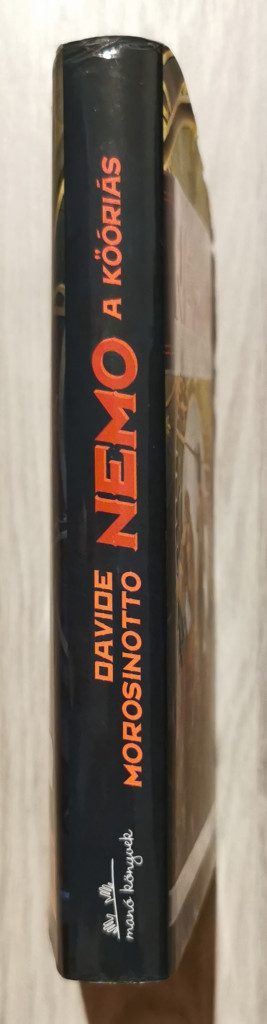 DAVIDE
MOROSINOTTO
NEMO
A KŐÓRIÁS
manó könyvek